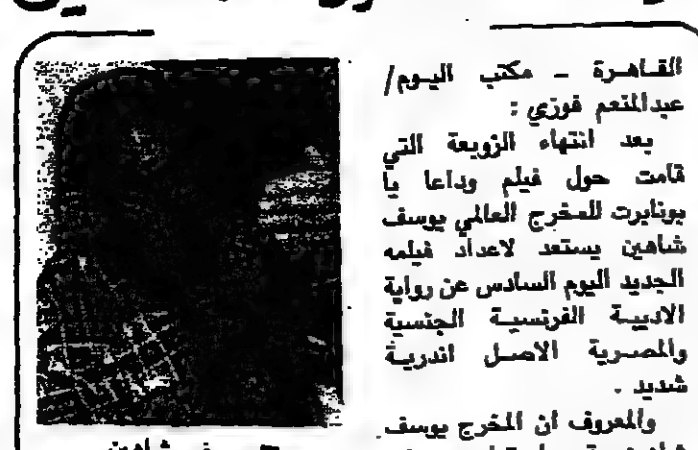 القاهرة - مكتب اليوم/
عبدالمنعم فوزي :
بعد انتهاء الزوبعة التي
قامت حول فيلم وداعا يا
بونابرت للمخرج العالمي يوسف
شاهين يستعد لاعداد فيلمه
الجديد اليوم السادس عن رواية
الاديبة الفرنسية الجنسية
والمصرية الاصل اندرية
شديد .
والمعروف ان المخرج يوسف
شاهين